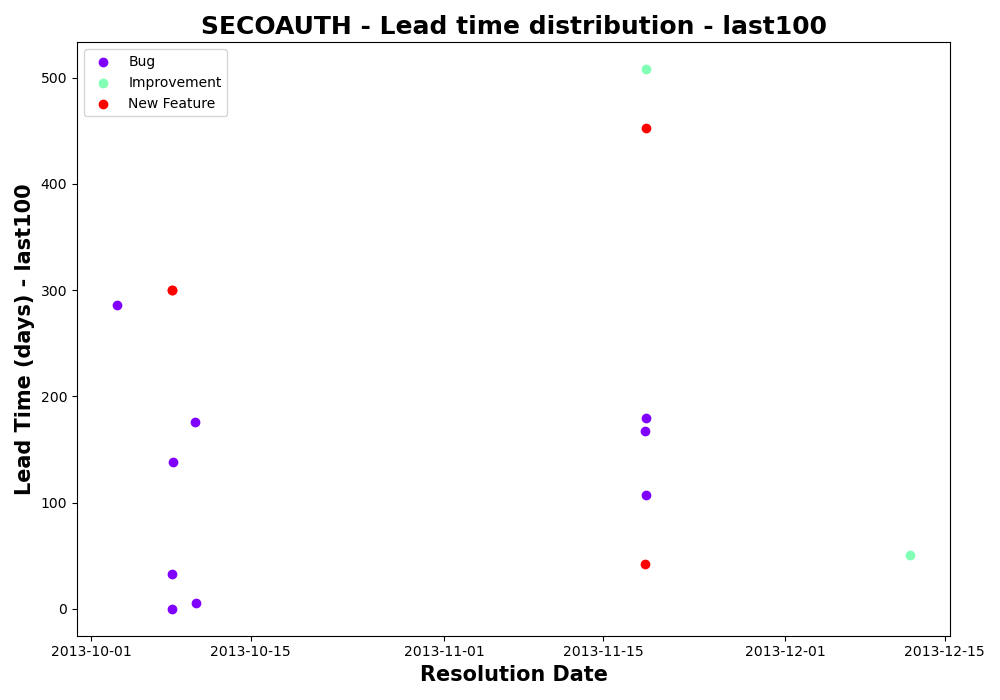 SECOAUTH - Lead time distribution - last100
Bug
Improvement
New Feature
500
400
300
200
100
0
Lead Time (days) - last100
2013-10-01 2013-10-15 2013-11-01 2013-11-15 2013-12-01 2013-12-15
Resolution Date